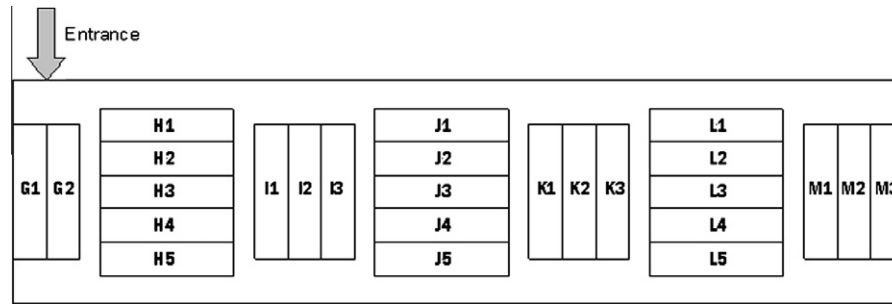 Entrance
H1 J1 L1
H2 J2 L2
G1 G2 H3 I1 I2 I3 J3 K1 K2 K3 L3 M1 M2 M3
H4 J4 L4
H5 J5 L5